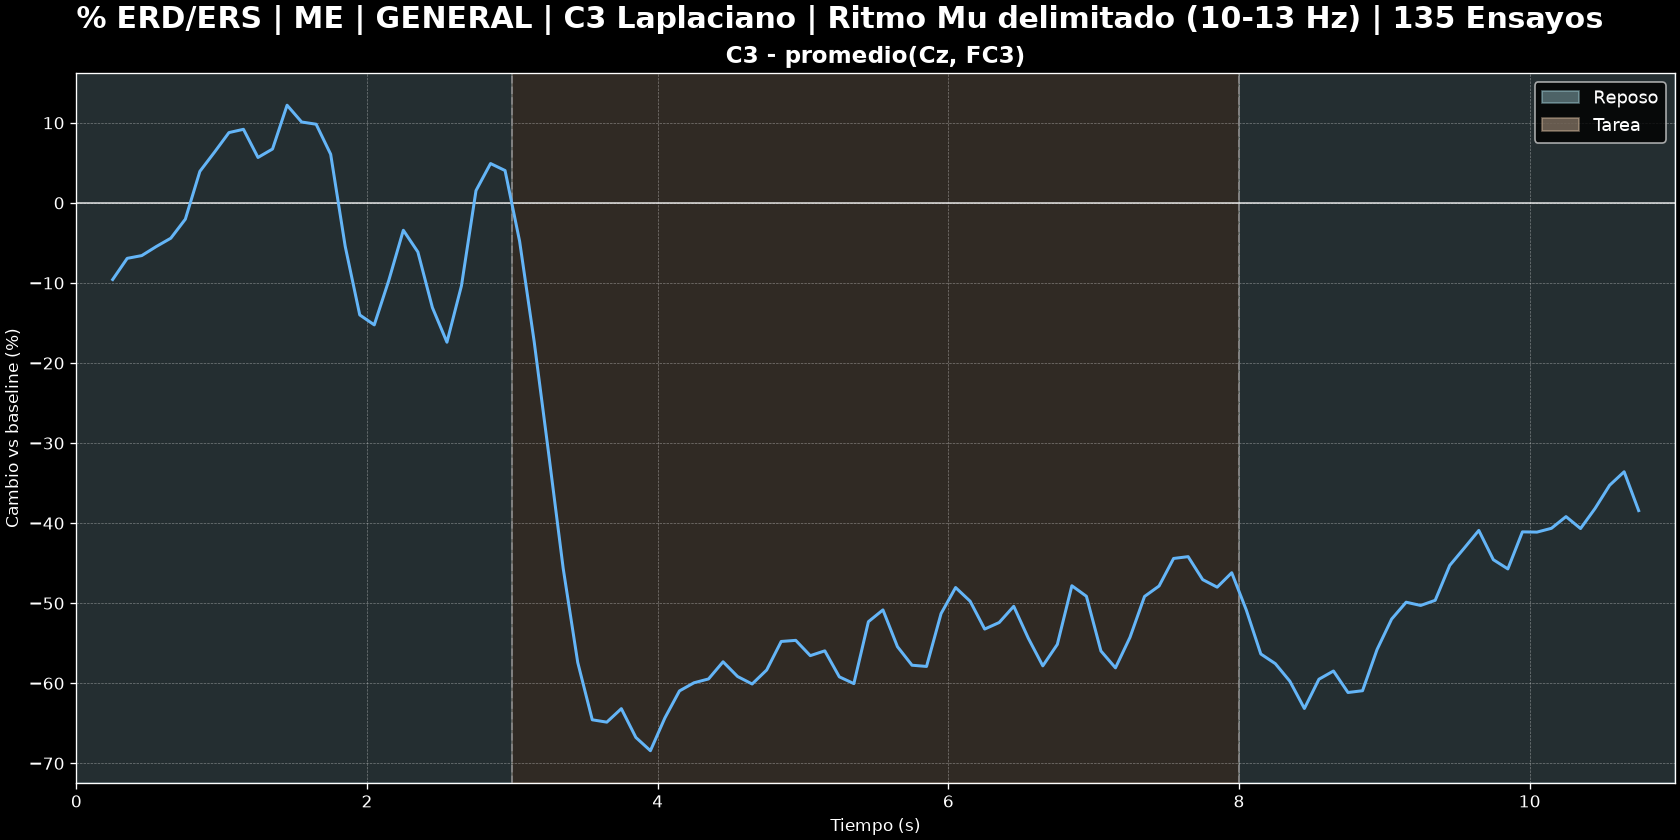 % ERD/ERS | ME | GENERAL | C3 Laplaciano | Ritmo Mu delimitado (10-13 Hz) | 135 Ensayos
C3 - promedio(Cz, FC3)
Reposo
Tarea
Cambio vs baseline (%)
10
0
−10
−20
−30
−40
−50
−60
−70
0
2
4
6
8
10
Tiempo (s)